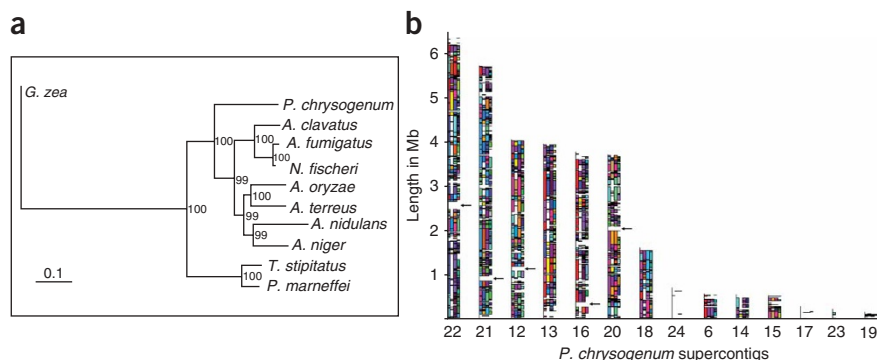 a
G. zea
P. chrysogenum
A. clavatus
A. fumigatus
N. fischeri
A. oryzae
A. terreus
A. nidulans
A. niger
T. stipitatus
P. marneffei
100
100
100
100
99
100
99
99
100
0.1
b
Length in Mb
6
5
4
3
2
1
22 21 12 13 16 20 18 24 6 14 15 17 23 19
P. chrysogenum supercontigs